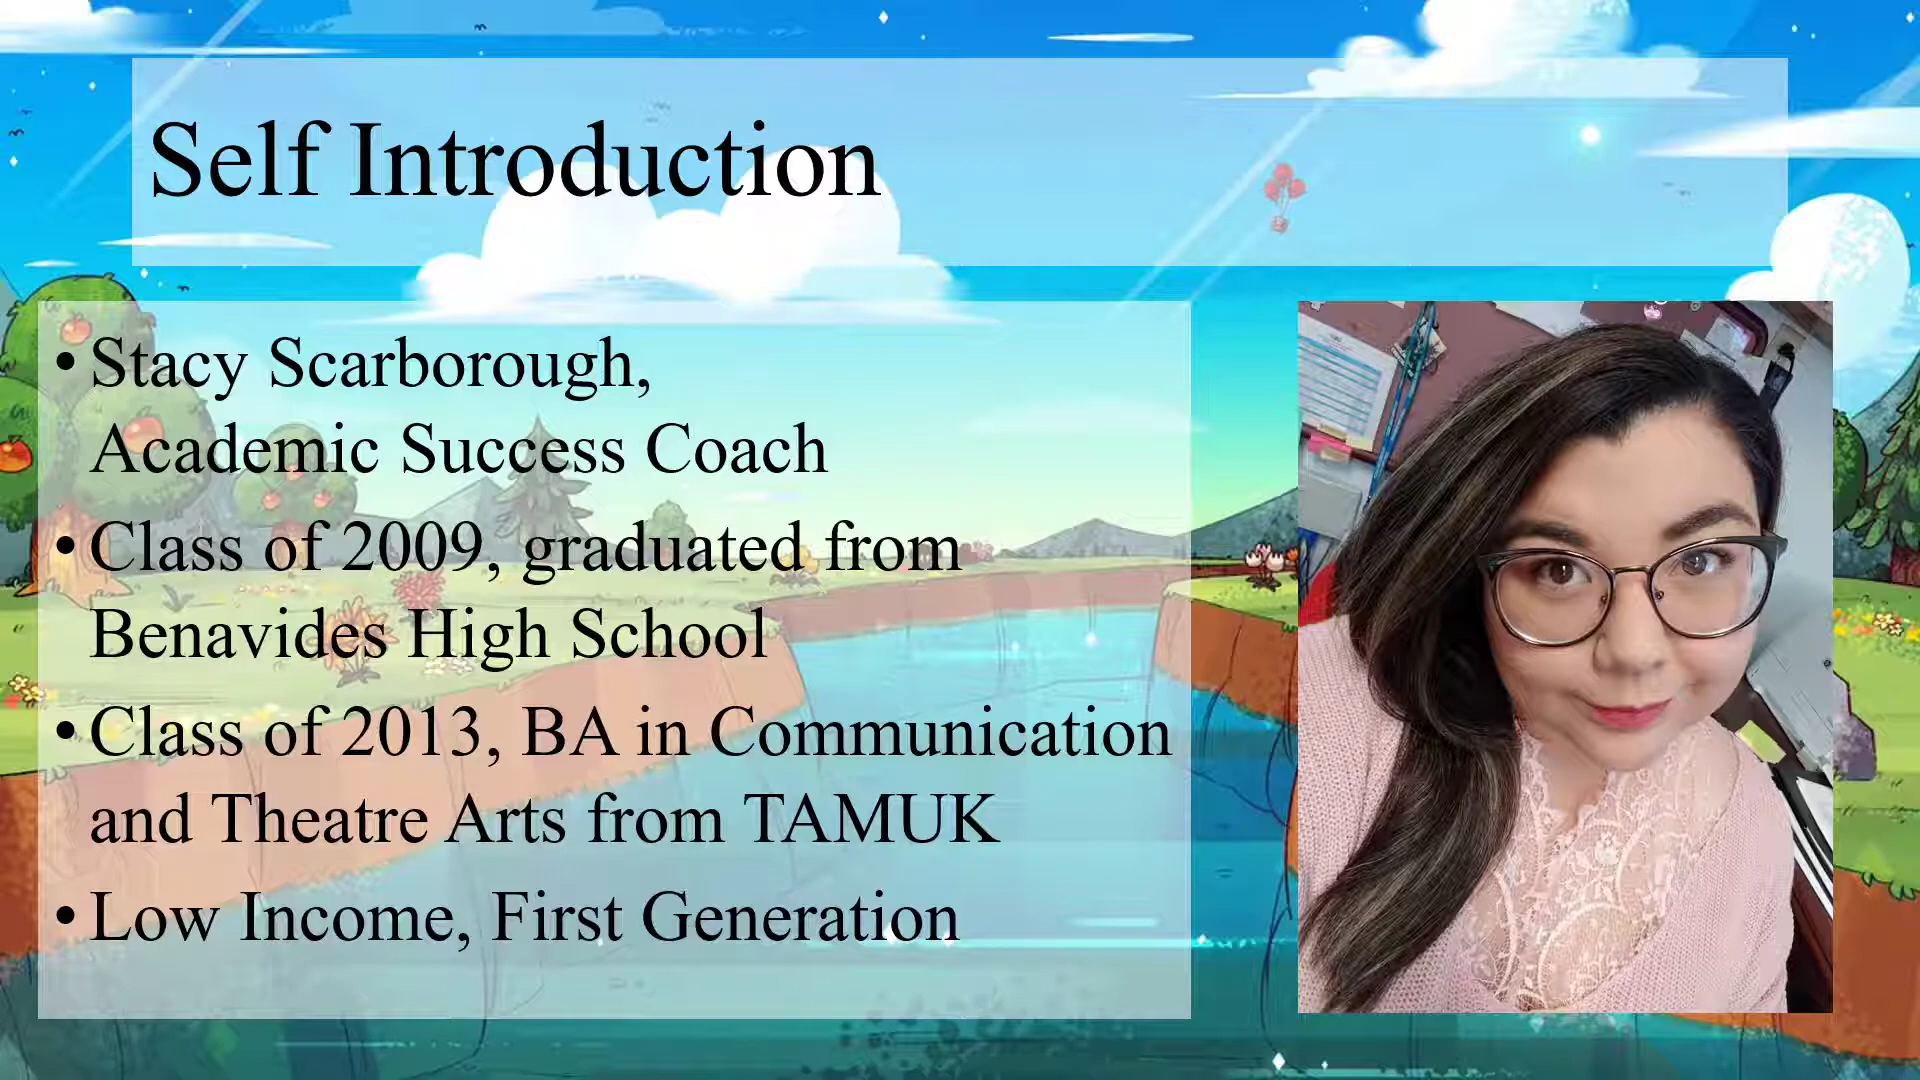 Self Introduction
• Stacy Scarborough,
Academic Success Coach
• Class of 2009, graduated from
Benavides High School
• Class of 2013, BA in Communication
and Theatre Arts from TAMUK
• Low Income, First Generation